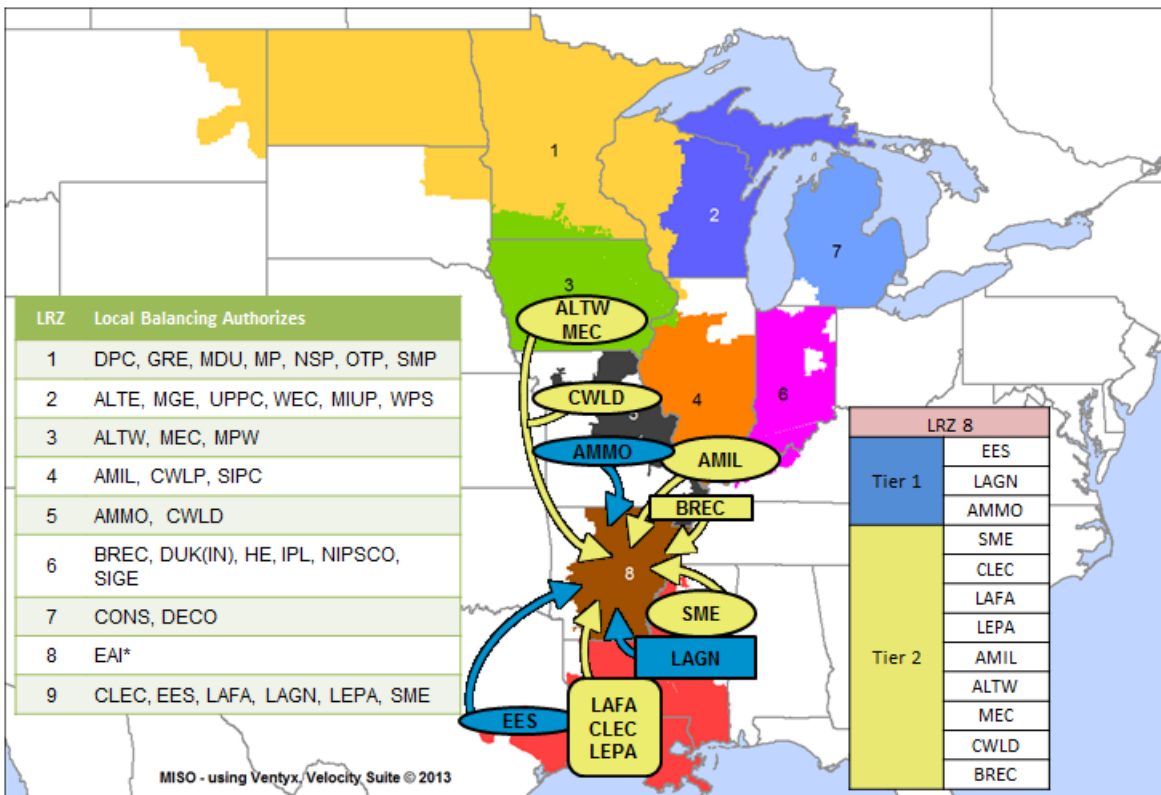 1
2
7
3
ALTW
MEC
CWLD
4
6
5
AMMO
AMIL
BREC
8
SME
LAGN
LAFA
CLEC
LEPA
EES
LRZ Local Balancing Authorizes
1 DPC, GRE, MDU, MP, NSP, OTP, SMP
2 ALTE, MGE, UPPC, WEC, MIUP, WPS
3 ALTW, MEC, MPW
4 AMIL, CWLP, SIPC
5 AMMO, CWLD
6 BREC, DUK(IN), HE, IPL, NIPSCO,
SIGE
7 CONS, DECO
8 EAI*
9 CLEC, EES, LAFA, LAGN, LEPA, SME
LRZ 8
Tier 1
EES
LAGN
AMMO
Tier 2
SME
CLEC
LAFA
LEPA
AMIL
ALTW
MEC
CWLD
BREC
MISO - using Ventyx, Velocity Suite © 2013